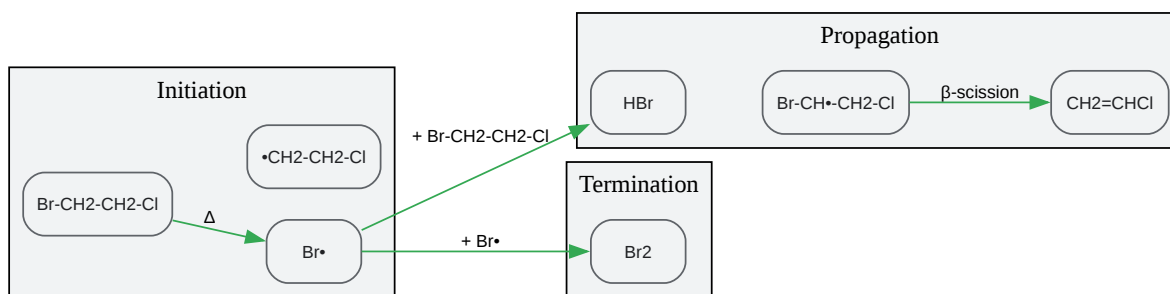 Propagation
Initiation
HBr
Br-CH•-CH2-Cl
β-scission
CH2=CHCl
+ Br-CH2-CH2-Cl
•CH2-CH2-Cl
Termination
Br-CH2-CH2-Cl
Δ
Br•
+ Br•
Br2